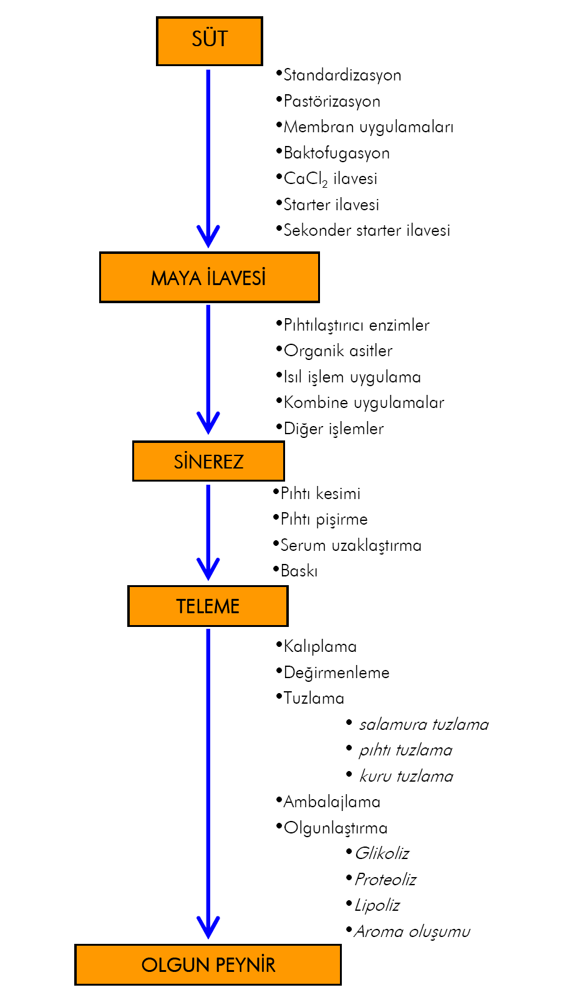 SÜT
•Standardizasyon
•Pastörizasyon
•Membran uygulamaları
•Baktofugasyon
•CaCl₂ ilavesi
•Starter ilavesi
•Sekonder starter ilavesi
MAYA İLAVESİ
•Pıhtılaştırıcı enzimler
•Organik asitler
•Isıl işlem uygulama
•Kombine uygulamalar
•Diğer işlemler
SİNEREZ
•Pıhtı kesimi
•Pıhtı pişirme
•Serum uzaklaştırma
•Baskı
TELEME
•Kalıplama
•Değirmenleme
•Tuzlama
• salamura tuzlama
• pıhtı tuzlama
• kuru tuzlama
•Ambalajlama
•Olgunlaştırma
•Glikoliz
•Proteoliz
•Lipoliz
•Aroma oluşumu
OLGUN PEYNİR